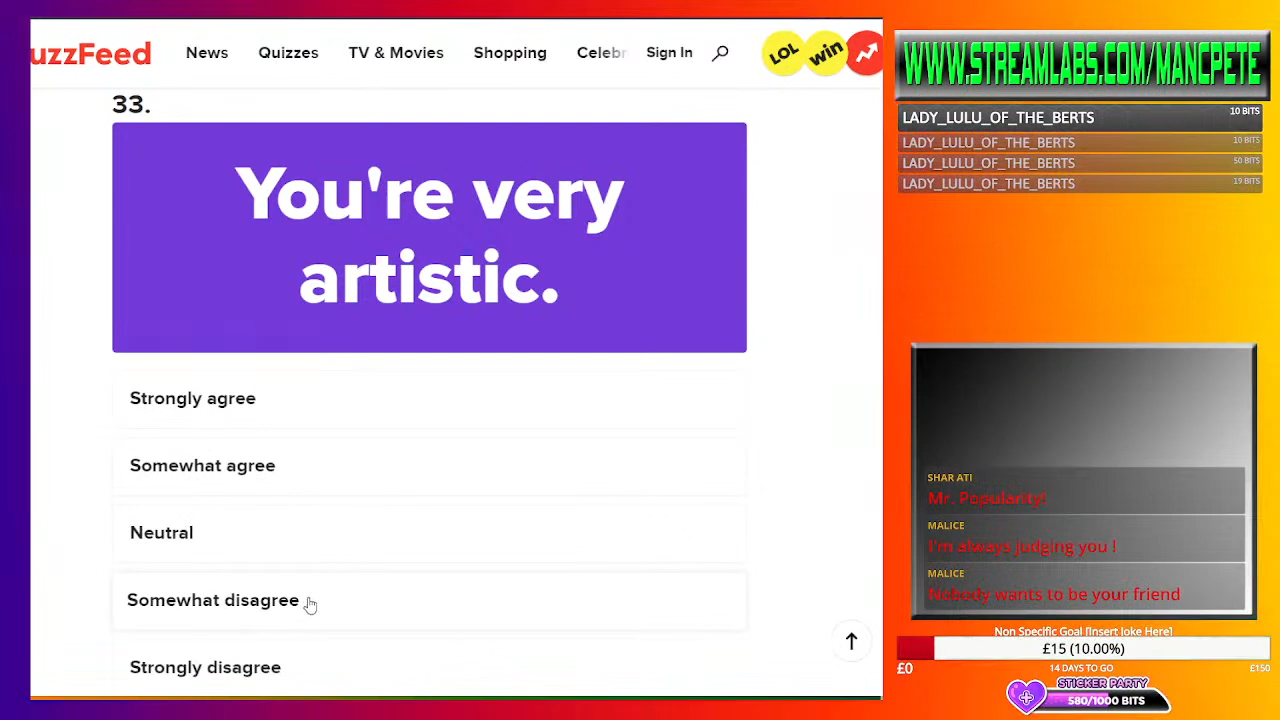 uzzFeed
News
Quizzes
TV & Movies
Shopping
Celebr
Sign In
LOL
win
33.
You're very
artistic.
Strongly agree
Somewhat agree
Neutral
Somewhat disagree
Strongly disagree
WWW.STREAMLABS.COM/MANCPETE
LADY_LULU_OF_THE_BERTS 10 BITS
LADY_LULU_OF_THE_BERTS 10 BITS
LADY_LULU_OF_THE_BERTS 50 BITS
LADY_LULU_OF_THE_BERTS 19 BITS
SHAR ATI
Mr. Popularity!
MALICE
I'm always judging you !
MALICE
Nobody wants to be your friend
Non Specific Goal [Insert Joke Here]
£15 (10.00%)
£0 14 DAYS TO GO £150
STICKER PARTY
580/1000 BITS